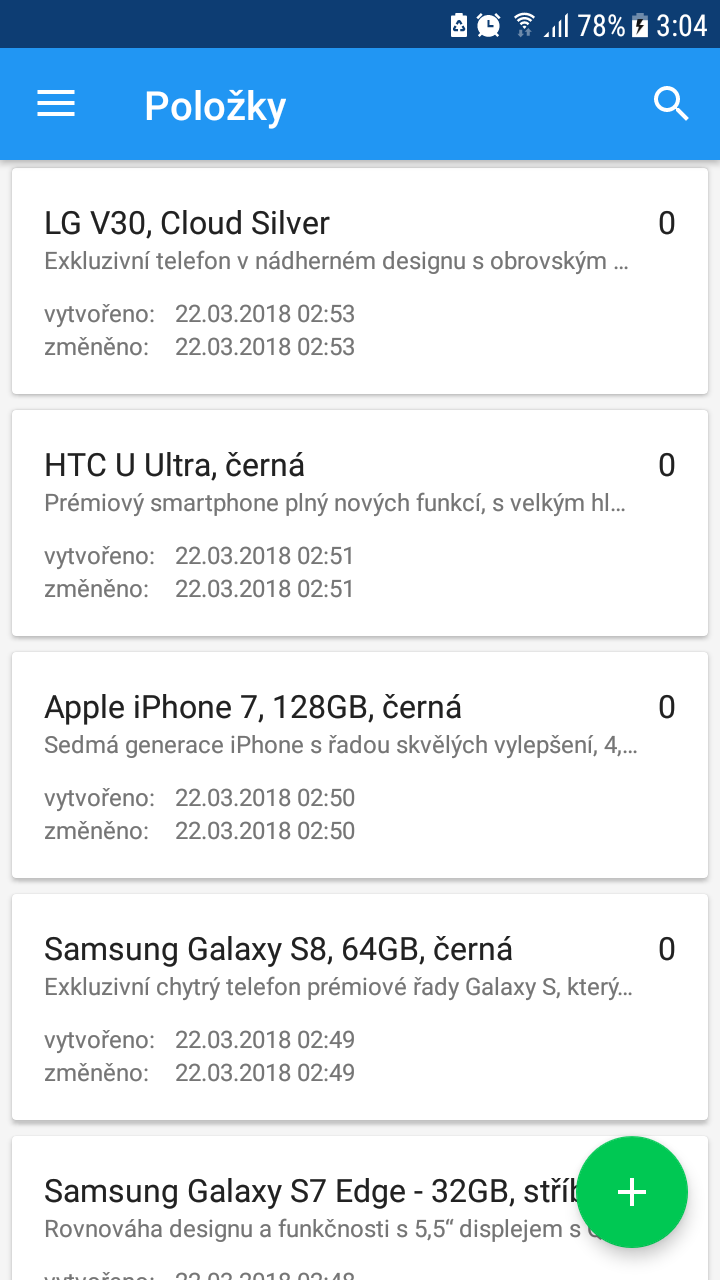 78% 3:04
Položky
LG V30, Cloud Silver 0
Exkluzivní telefon v nádherném designu s obrovským ...
vytvořeno: 22.03.2018 02:53
změněno: 22.03.2018 02:53
HTC U Ultra, černá 0
Prémiový smartphone plný nových funkcí, s velkým hl...
vytvořeno: 22.03.2018 02:51
změněno: 22.03.2018 02:51
Apple iPhone 7, 128GB, černá 0
Sedmá generace iPhone s řadou skvělých vylepšení, 4,...
vytvořeno: 22.03.2018 02:50
změněno: 22.03.2018 02:50
Samsung Galaxy S8, 64GB, černá 0
Exkluzivní chytrý telefon prémiové řady Galaxy S, který...
vytvořeno: 22.03.2018 02:49
změněno: 22.03.2018 02:49
Samsung Galaxy S7 Edge - 32GB,
Rovnováha designu a funkčnosti s 5,5“ displejem s
vytvořeno: 22.03.2018 02:48